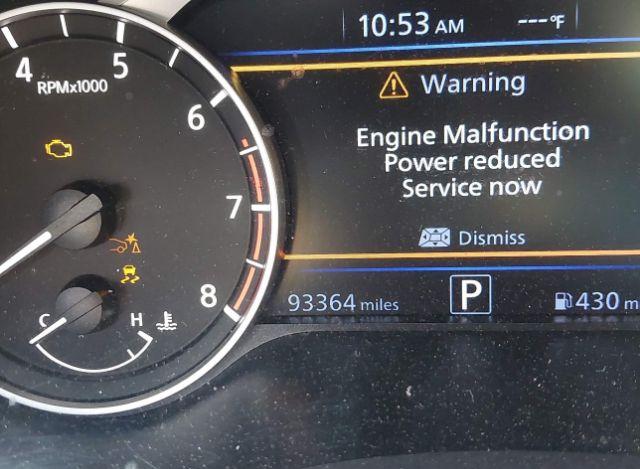 10:53 AM ---°F
4
5
RPMx1000
6
7
8
C H
Warning
Engine Malfunction
Power reduced
Service now
Dismiss
93364 miles P 430 m